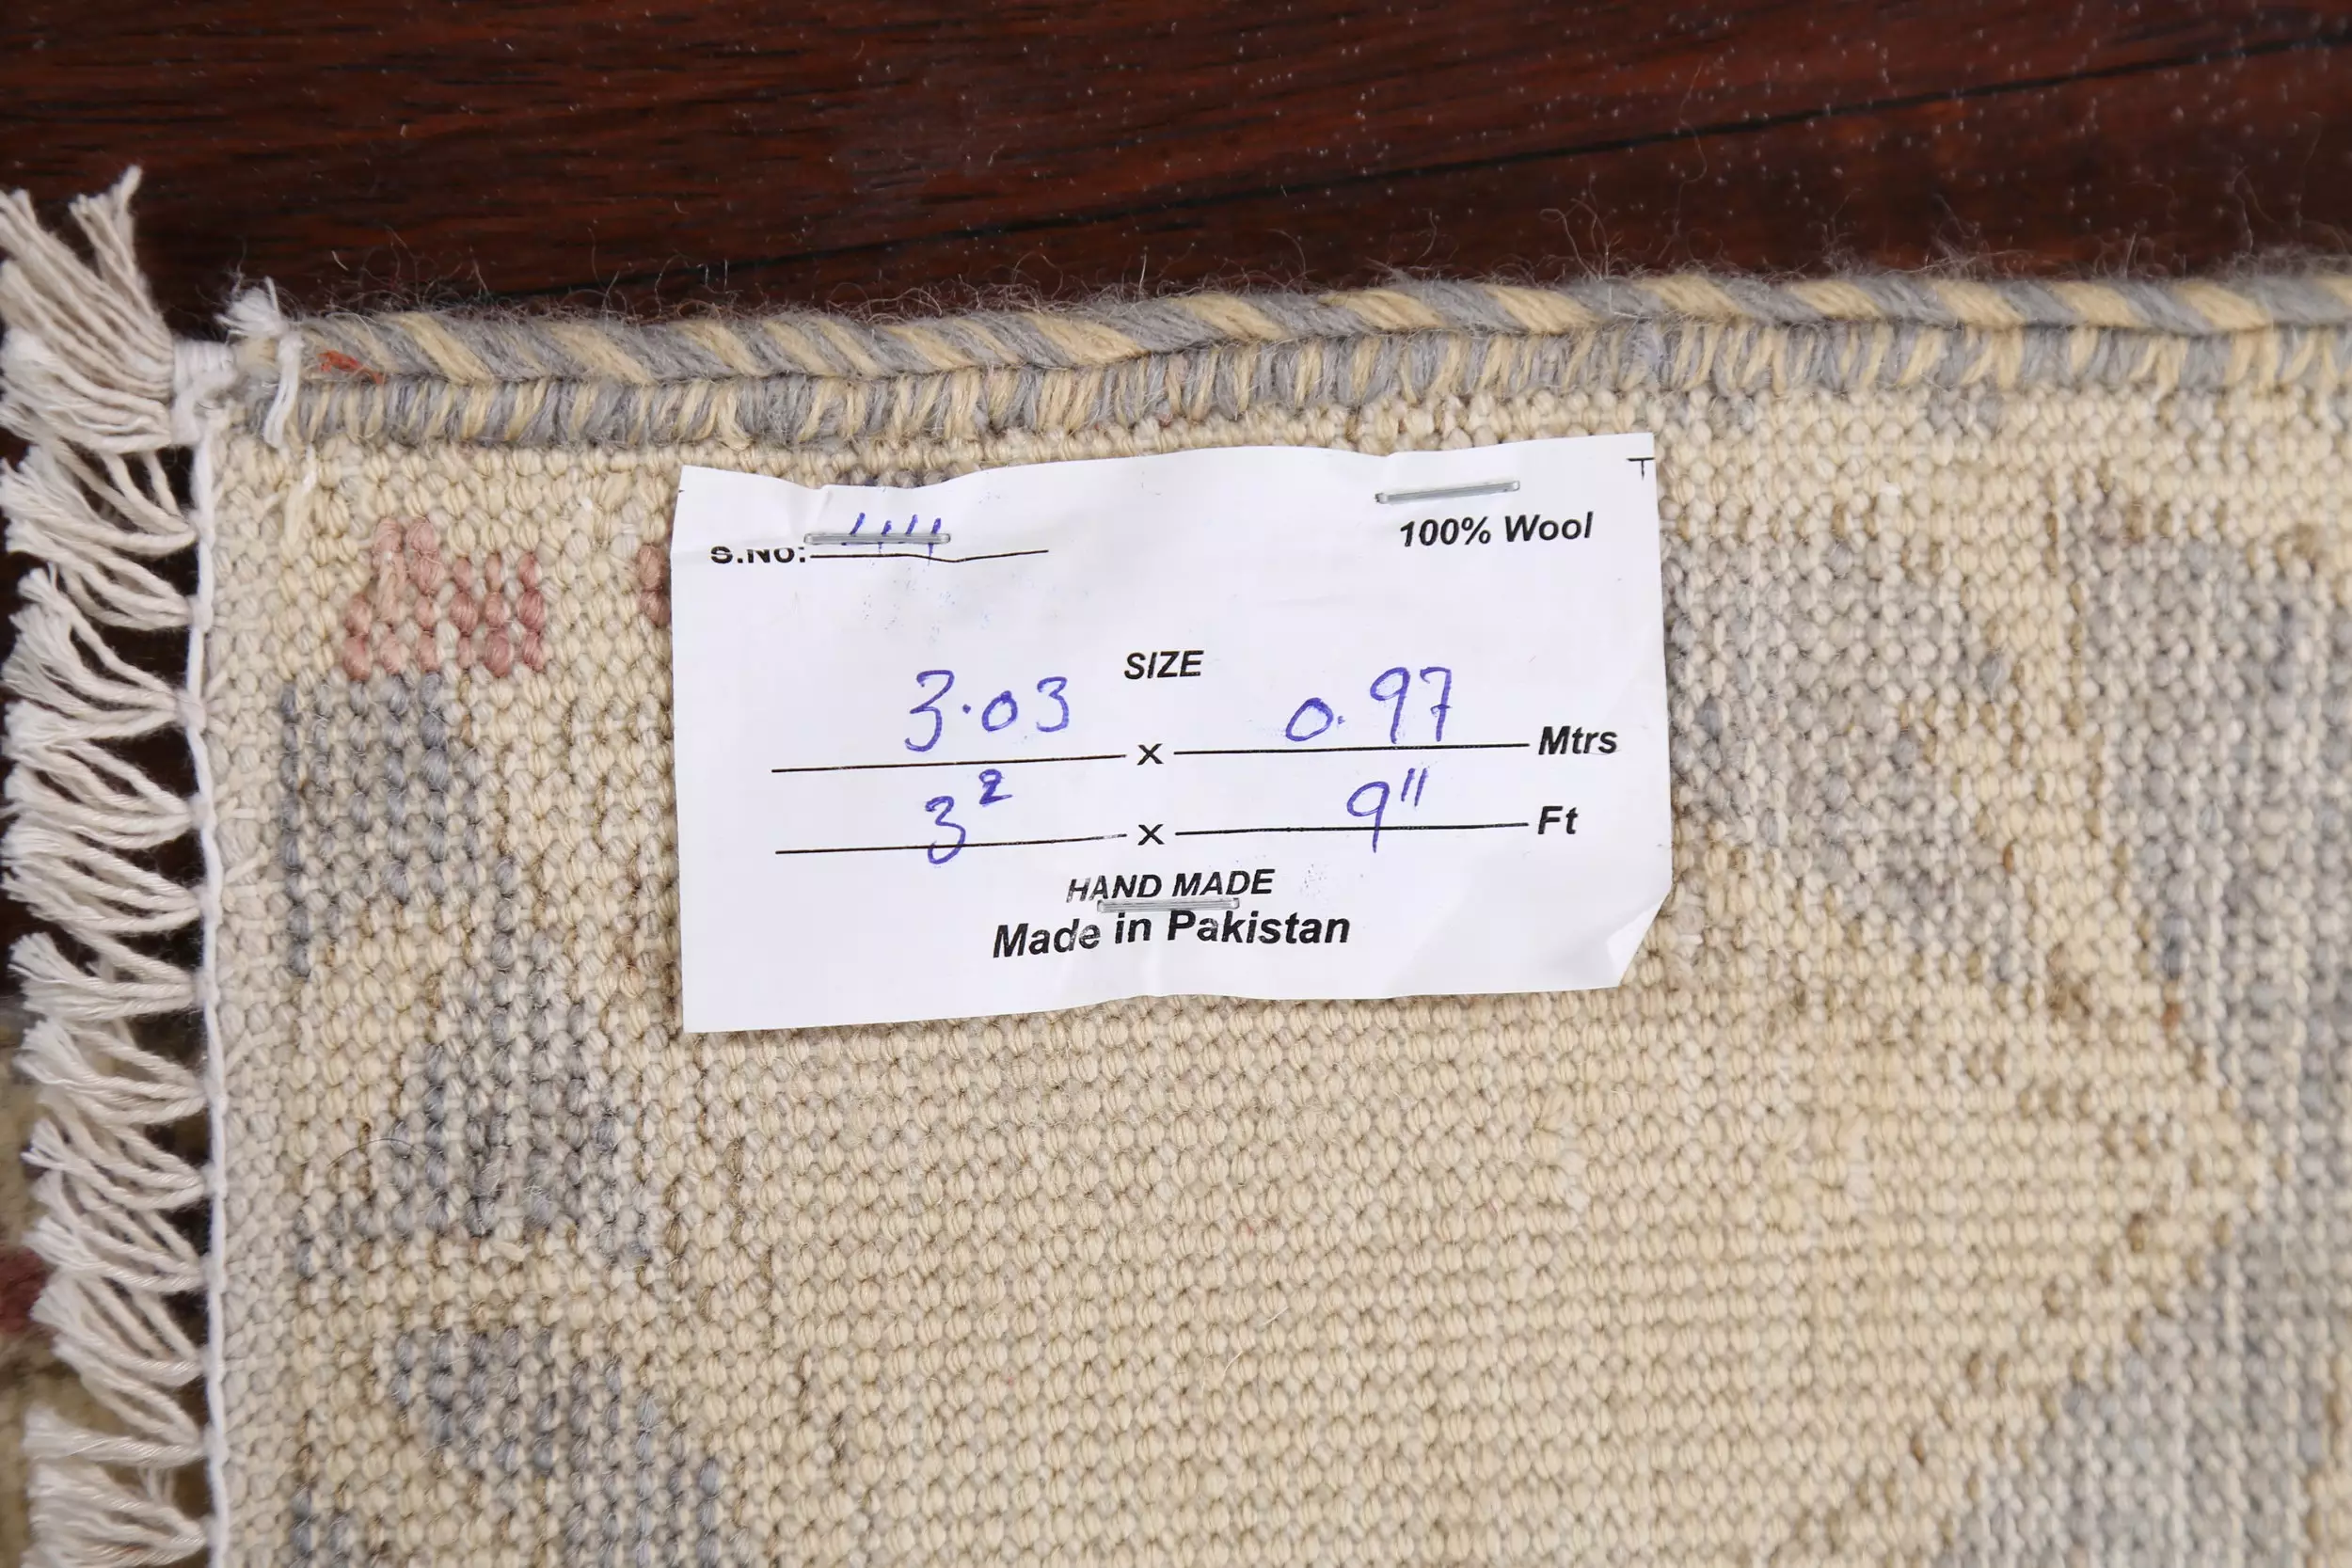 S.No:
100% Wool
SIZE
3.03 x 0.97 Mtrs
3² x 9" Ft
HAND MADE
Made in Pakistan